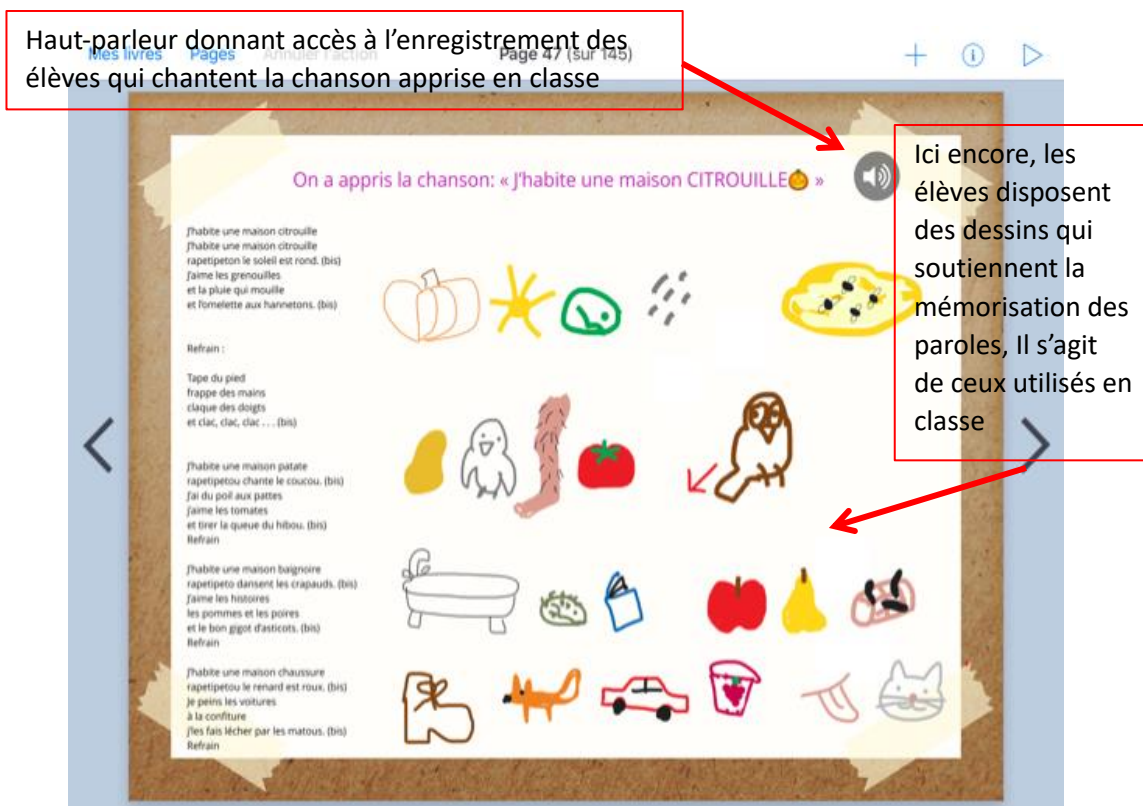 Haut-parleur donnant accès à l’enregistrement des
élèves qui chantent la chanson apprise en classe
Mes livres Pages Annuler l'action Page 47 (sur 145)
Ici encore, les
élèves disposent
des dessins qui
soutiennent la
mémorisation des
paroles, Il s’agit
de ceux utilisés en
classe
On a appris la chanson: « J'habite une maison CITROUILLE🎃 »
J'habite une maison citrouille
J'habite une maison citrouille
rapetipeton le soleil est rond. (bis)
J'aime les grenouilles
et la pluie qui mouille
et l'omelette aux hannetons. (bis)
Refrain :
Tape du pied
frappe des mains
claque des doigts
et clac, clac, clac . . . (bis)
J'habite une maison patate
rapetipetou chante le coucou. (bis)
J'ai du poil aux pattes
J'aime les tomates
et tirer la queue du hibou. (bis)
Refrain
J'habite une maison baignoire
rapetipeto dansent les crapauds. (bis)
J'aime les histoires
les pommes et les poires
et le bon gigot d'asticots. (bis)
Refrain
J'habite une maison chaussure
rapetipetou le renard est roux. (bis)
Je peins les voitures
à la confiture
j'les fais lécher par les matous. (bis)
Refrain